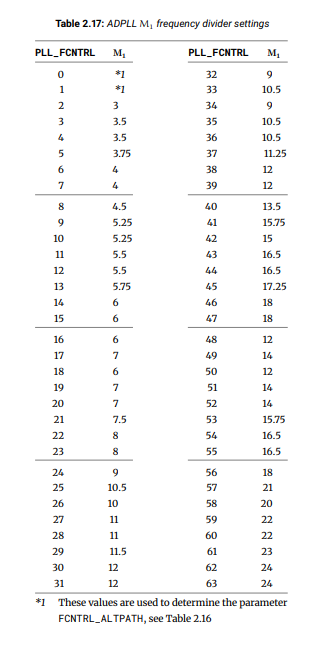 Table 2.17: ADPLL M₁ frequency divider settings
PLL_FCNTRL M₁ PLL_FCNTRL M₁
0 *1 32 9
1 *1 33 10.5
2 3 34 9
3 3.5 35 10.5
4 3.5 36 10.5
5 3.75 37 11.25
6 4 38 12
7 4 39 12
8 4.5 40 13.5
9 5.25 41 15.75
10 5.25 42 15
11 5.5 43 16.5
12 5.5 44 16.5
13 5.75 45 17.25
14 6 46 18
15 6 47 18
16 6 48 12
17 7 49 14
18 6 50 12
19 7 51 14
20 7 52 14
21 7.5 53 15.75
22 8 54 16.5
23 8 55 16.5
24 9 56 18
25 10.5 57 21
26 10 58 20
27 11 59 22
28 11 60 22
29 11.5 61 23
30 12 62 24
31 12 63 24
*1 These values are used to determine the parameter
FCNTRL_ALTPATH, see Table 2.16